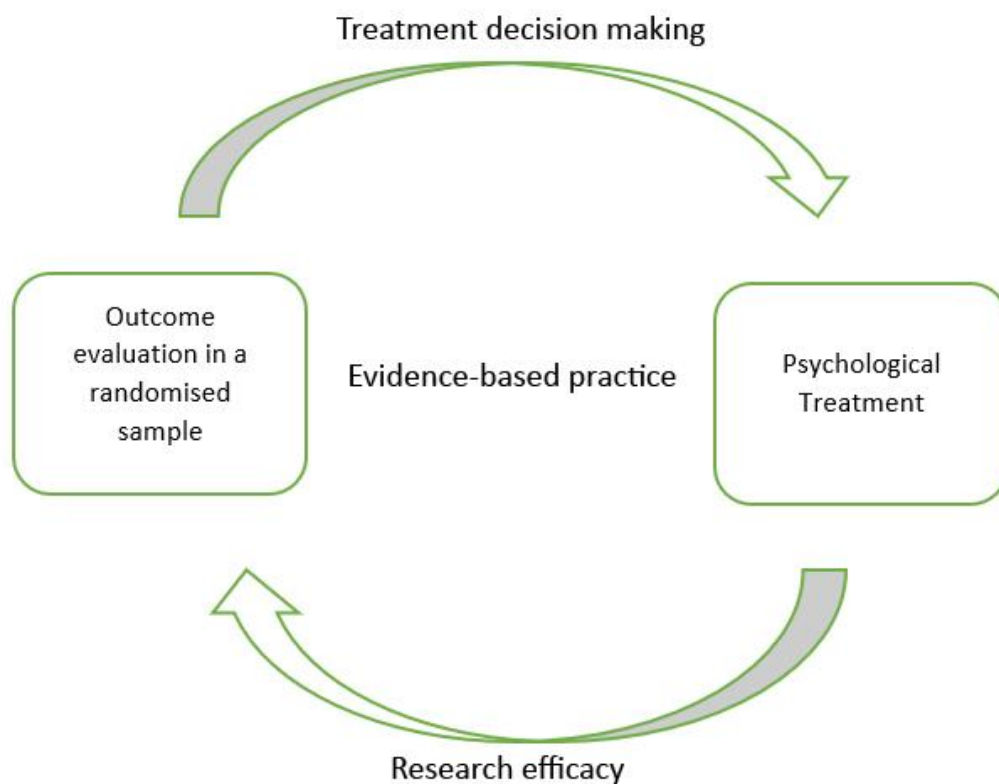 Treatment decision making
Outcome
evaluation in a
randomised
sample
Evidence-based practice
Psychological
Treatment
Research efficacy